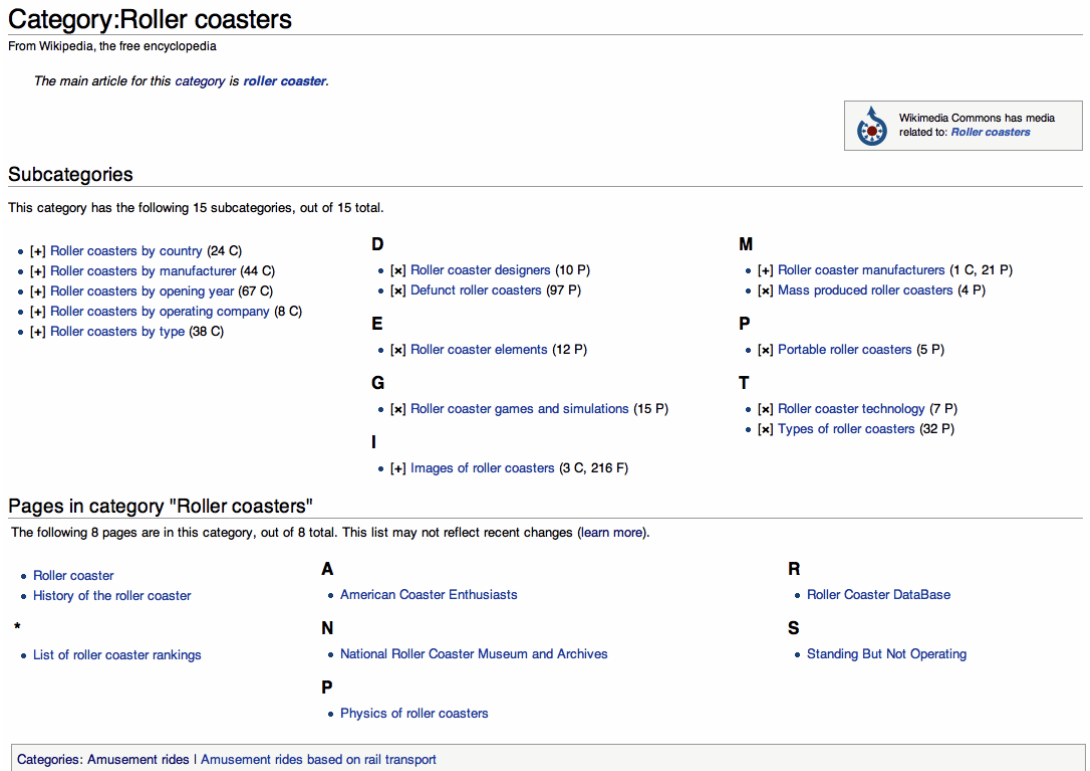 Category:Roller coasters
From Wikipedia, the free encyclopedia
The main article for this category is roller coaster.
Wikimedia Commons has media
related to: Roller coasters
Subcategories
This category has the following 15 subcategories, out of 15 total.
• [+] Roller coasters by country (24 C)
• [+] Roller coasters by manufacturer (44 C)
• [+] Roller coasters by opening year (67 C)
• [+] Roller coasters by operating company (8 C)
• [+] Roller coasters by type (38 C)
D
• [×] Roller coaster designers (10 P)
• [×] Defunct roller coasters (97 P)
E
• [×] Roller coaster elements (12 P)
G
• [×] Roller coaster games and simulations (15 P)
I
• [+] Images of roller coasters (3 C, 216 F)
M
• [+] Roller coaster manufacturers (1 C, 21 P)
• [×] Mass produced roller coasters (4 P)
P
• [×] Portable roller coasters (5 P)
T
• [×] Roller coaster technology (7 P)
• [×] Types of roller coasters (32 P)
Pages in category "Roller coasters"
The following 8 pages are in this category, out of 8 total. This list may not reflect recent changes (learn more).
• Roller coaster
• History of the roller coaster
*
• List of roller coaster rankings
A
• American Coaster Enthusiasts
N
• National Roller Coaster Museum and Archives
P
• Physics of roller coasters
R
• Roller Coaster DataBase
S
• Standing But Not Operating
Categories: Amusement rides | Amusement rides based on rail transport